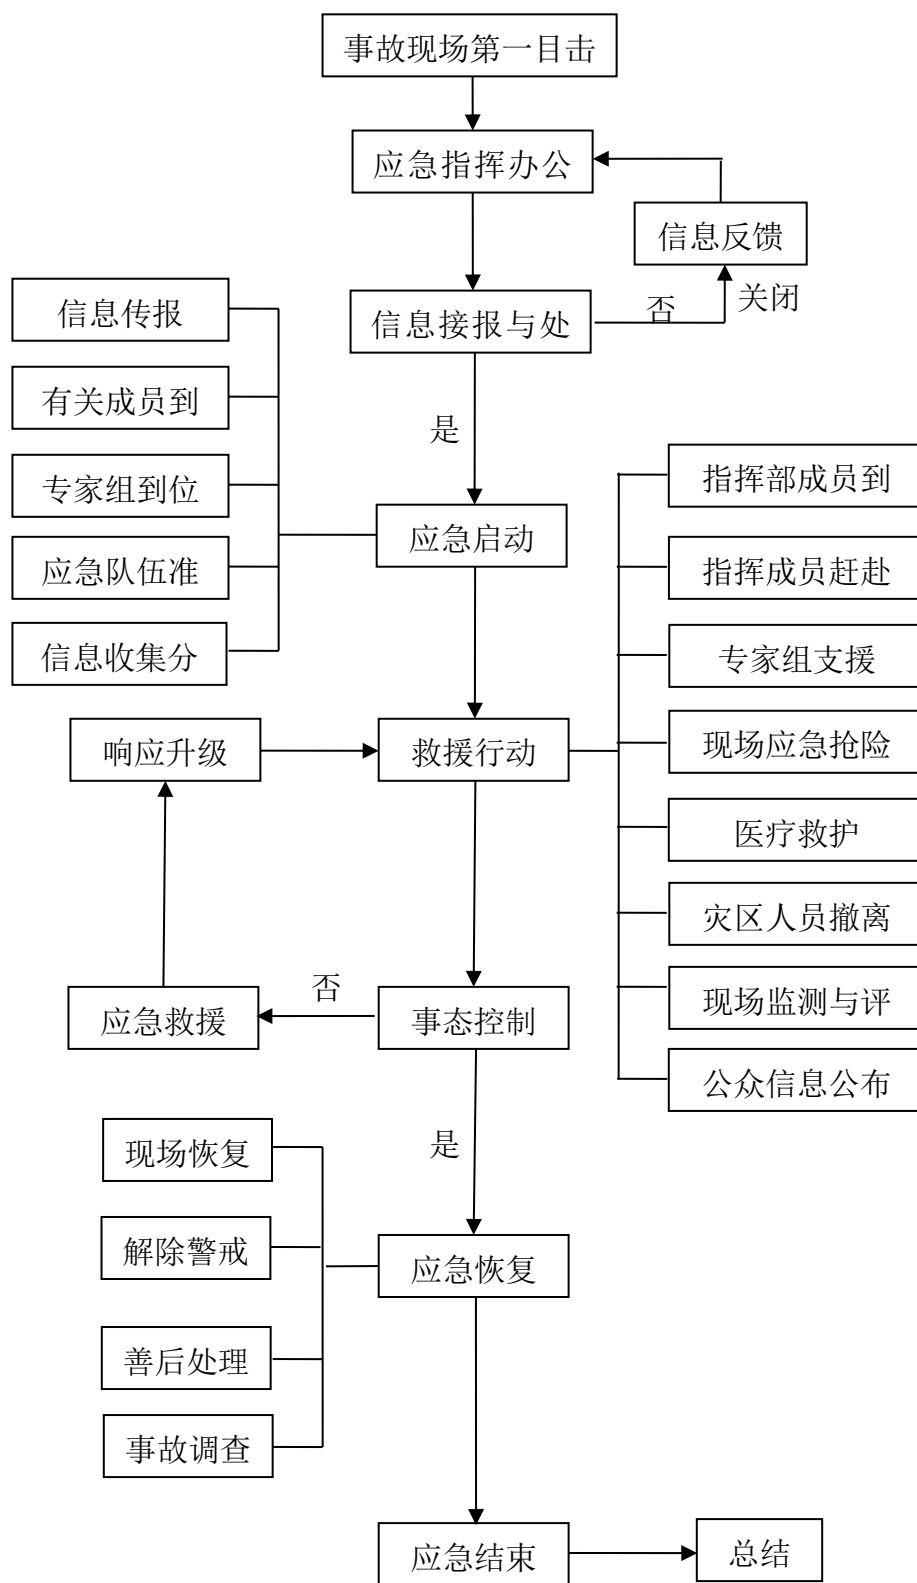 事故现场第一目击
应急指挥办公
信息反馈
信息传报
信息接报与处
否
关闭
有关成员到
是
专家组到位
指挥部成员到
应急启动
应急队伍准
指挥成员赶赴
信息收集分
专家组支援
响应升级
救援行动
现场应急抢险
医疗救护
灾区人员撤离
否
应急救援
事态控制
现场监测与评
公众信息公布
现场恢复
是
解除警戒
应急恢复
善后处理
事故调查
应急结束
总结